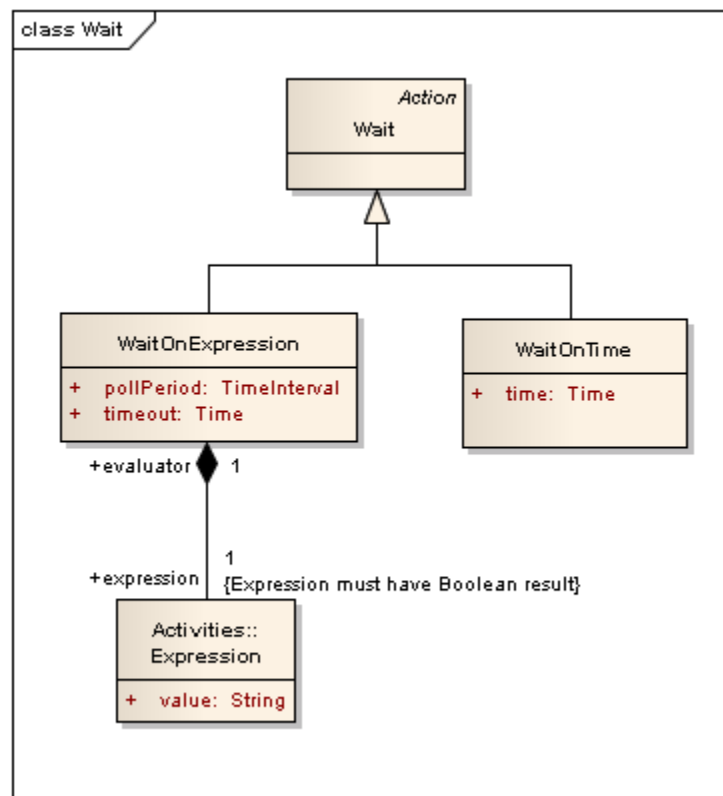 class Wait
Action
Wait
WaitOnExpression
+ pollPeriod: TimeInterval
+ timeout: Time
WaitOnTime
+ time: Time
+evaluator 1
1
+expression {Expression must have Boolean result}
Activities::
Expression
+ value: String